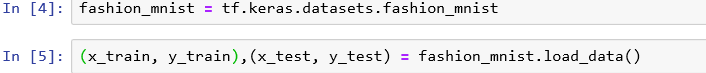 In [4]: fashion_mnist = tf.keras.datasets.fashion_mnist
In [5]: (x_train, y_train),(x_test, y_test) = fashion_mnist.load_data()